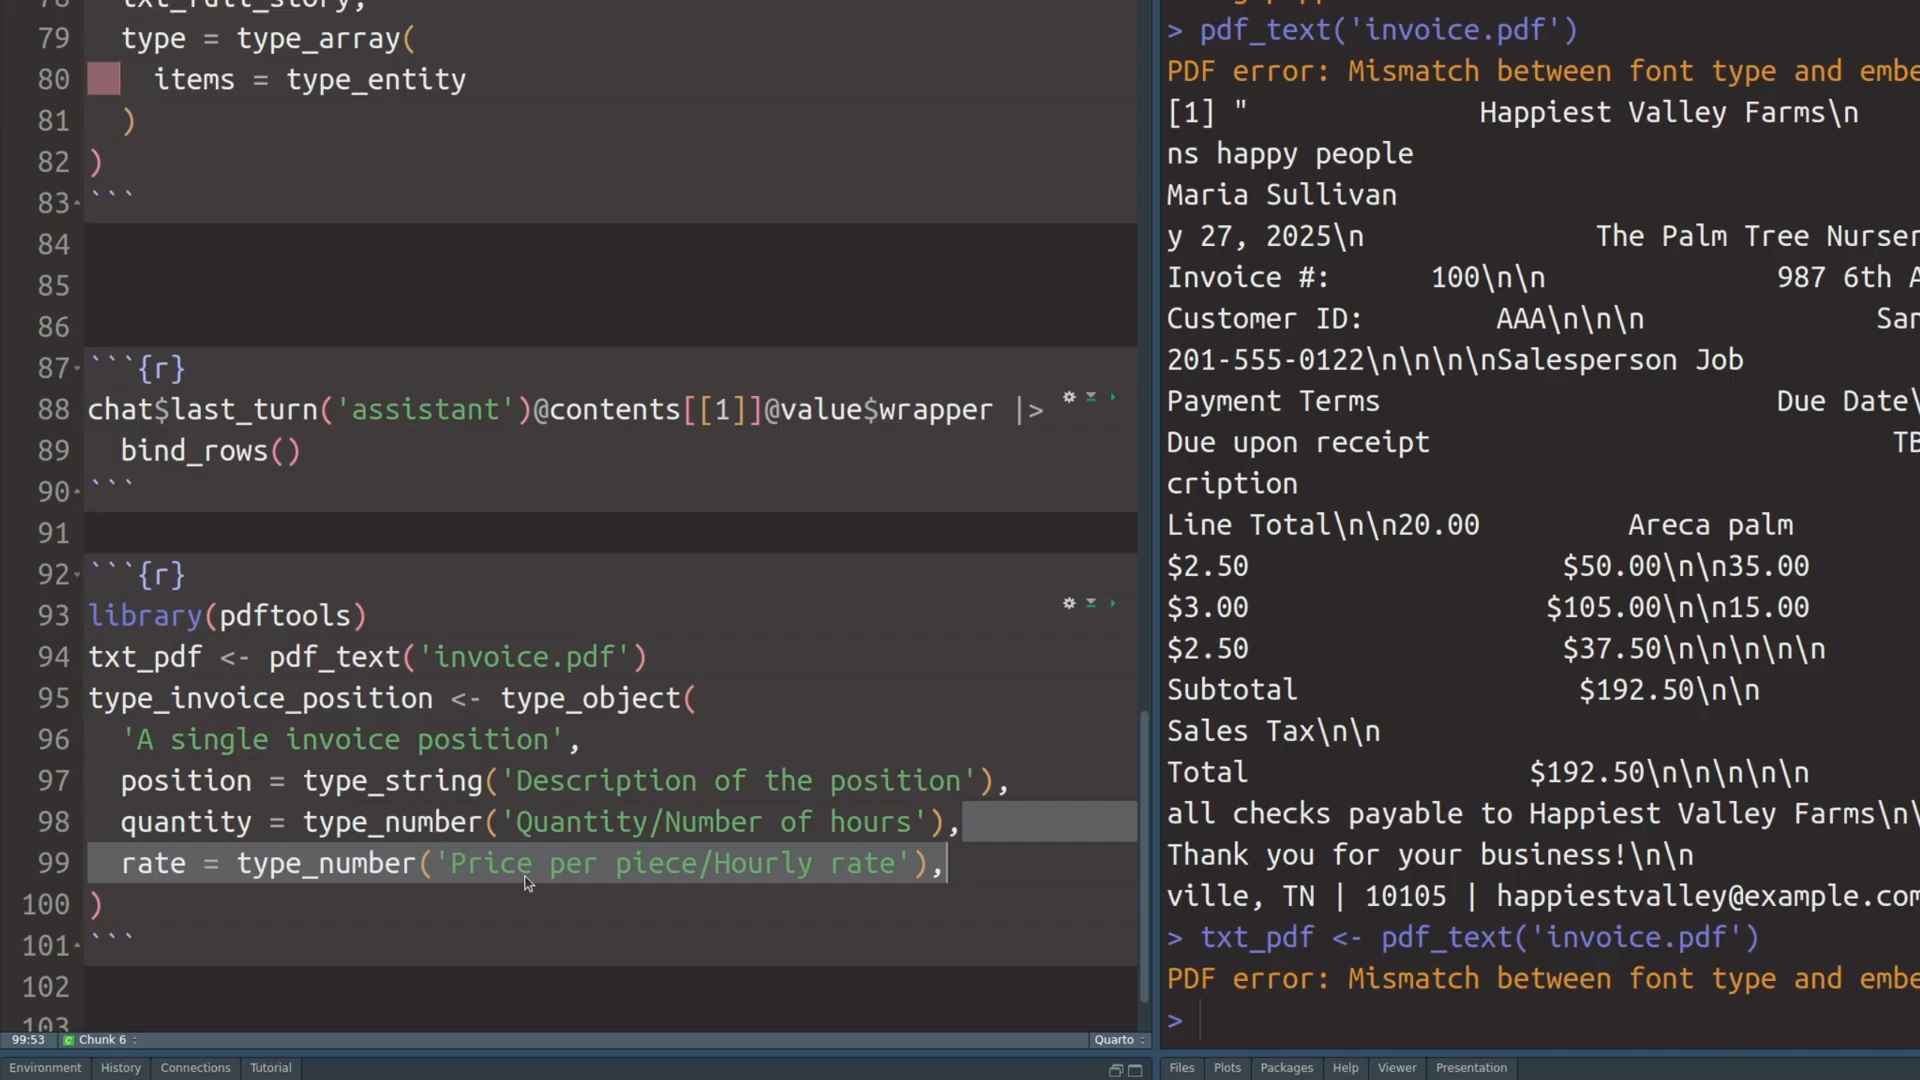 78 txt_full_story,
79 type = type_array(
80 items = type_entity
81 )
82 )
83 ```
84
85
86
87 ```{r}
88 chat$last_turn('assistant')@contents[[1]]@value$wrapper |>
89 bind_rows()
90 ```
91
92 ```{r}
93 library(pdftools)
94 txt_pdf <- pdf_text('invoice.pdf')
95 type_invoice_position <- type_object(
96 'A single invoice position',
97 position = type_string('Description of the position'),
98 quantity = type_number('Quantity/Number of hours'),
99 rate = type_number('Price per piece/Hourly rate'),
100 )
101 ```
102
103
99:53 Chunk 6 Quarto
Environment History Connections Tutorial
> pdf_text('invoice.pdf')
PDF error: Mismatch between font type and embe
[1] " Happiest Valley Farms\n
ns happy people
Maria Sullivan
y 27, 2025\n The Palm Tree Nurser
Invoice #: 100\n\n 987 6th A
Customer ID: AAA\n\n\n San
201-555-0122\n\n\n\nSalesperson Job
Payment Terms Due Date\
Due upon receipt TB
cription
Line Total\n\n20.00 Areca palm
$2.50 $50.00\n\n35.00
$3.00 $105.00\n\n15.00
$2.50 $37.50\n\n\n\n\n
Subtotal $192.50\n\n
Sales Tax\n\n
Total $192.50\n\n\n\n\n
all checks payable to Happiest Valley Farms\n\
Thank you for your business!\n\n
ville, TN | 10105 | happiestvalley@example.com
> txt_pdf <- pdf_text('invoice.pdf')
PDF error: Mismatch between font type and embe
>
Files Plots Packages Help Viewer Presentation